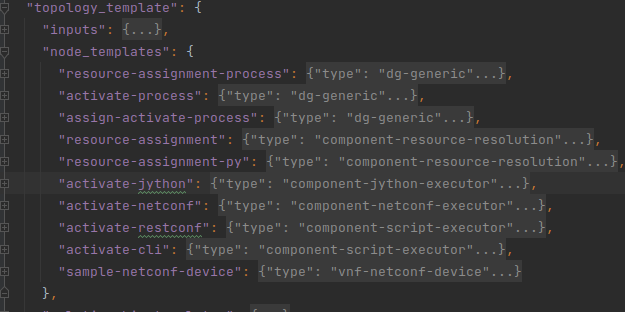 "topology_template": {
"inputs": {...},
"node_templates": {
"resource-assignment-process": {"type": "dg-generic"...},
"activate-process": {"type": "dg-generic"...},
"assign-activate-process": {"type": "dg-generic"...},
"resource-assignment": {"type": "component-resource-resolution"...},
"resource-assignment-py": {"type": "component-resource-resolution"...},
"activate-jython": {"type": "component-jython-executor"...},
"activate-netconf": {"type": "component-netconf-executor"...},
"activate-restconf": {"type": "component-script-executor"...},
"activate-cli": {"type": "component-script-executor"...},
"sample-netconf-device": {"type": "vnf-netconf-device"...}
},